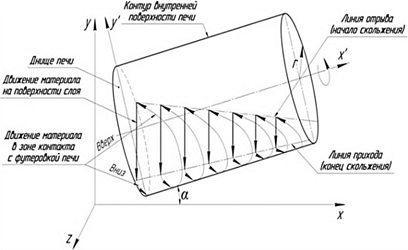 Контур внутренней
поверхности печи
Линия отрыва
(начала скольжения)
y
y'
x'
r
Днище печи
Движение материала
на поверхности слоя
Движение материала
в зоне контакта
с футеровкой печи
Вверх
Вниз
Линия прихода
(конец скольжения)
α
x
z